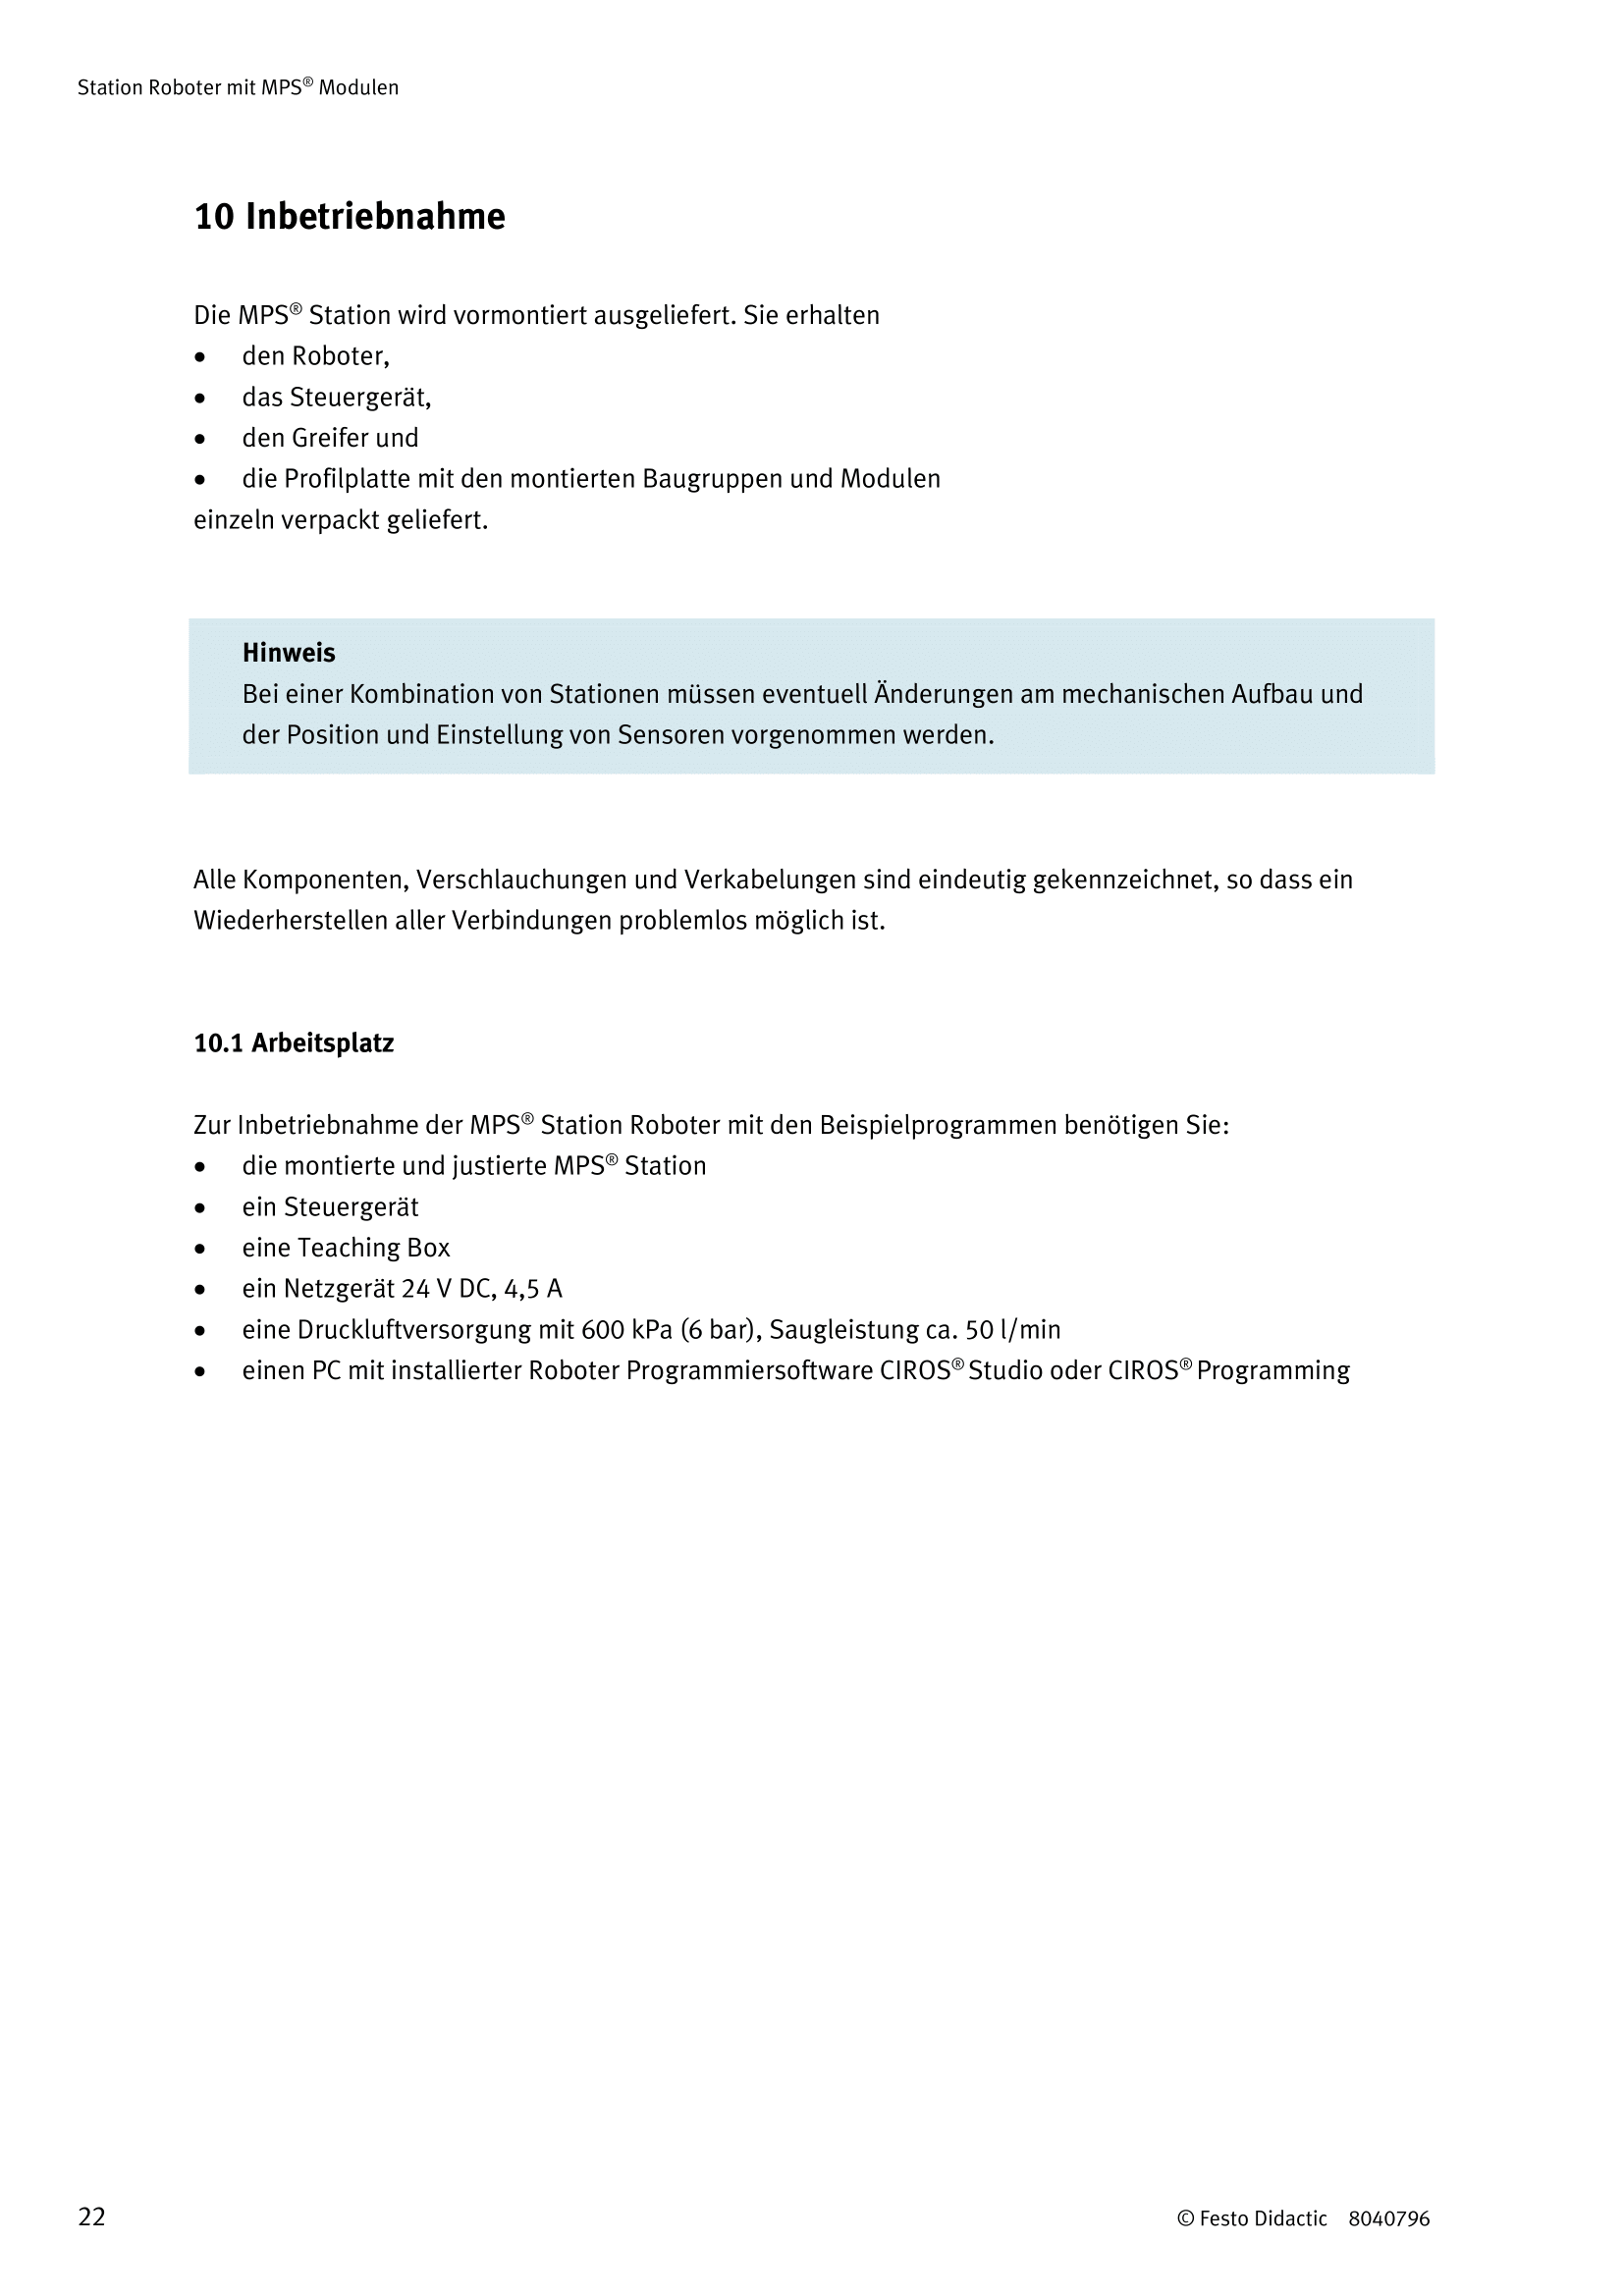 Station Roboter mit MPS® Modulen
10 Inbetriebnahme
Die MPS® Station wird vormontiert ausgeliefert. Sie erhalten
• den Roboter,
• das Steuergerät,
• den Greifer und
• die Profilplatte mit den montierten Baugruppen und Modulen
einzeln verpackt geliefert.
Hinweis
Bei einer Kombination von Stationen müssen eventuell Änderungen am mechanischen Aufbau und
der Position und Einstellung von Sensoren vorgenommen werden.
Alle Komponenten, Verschlauchungen und Verkabelungen sind eindeutig gekennzeichnet, so dass ein
Wiederherstellen aller Verbindungen problemlos möglich ist.
10.1 Arbeitsplatz
Zur Inbetriebnahme der MPS® Station Roboter mit den Beispielprogrammen benötigen Sie:
• die montierte und justierte MPS® Station
• ein Steuergerät
• eine Teaching Box
• ein Netzgerät 24 V DC, 4,5 A
• eine Druckluftversorgung mit 600 kPa (6 bar), Saugleistung ca. 50 l/min
• einen PC mit installierter Roboter Programmiersoftware CIROS® Studio oder CIROS® Programming
22 © Festo Didactic 8040796